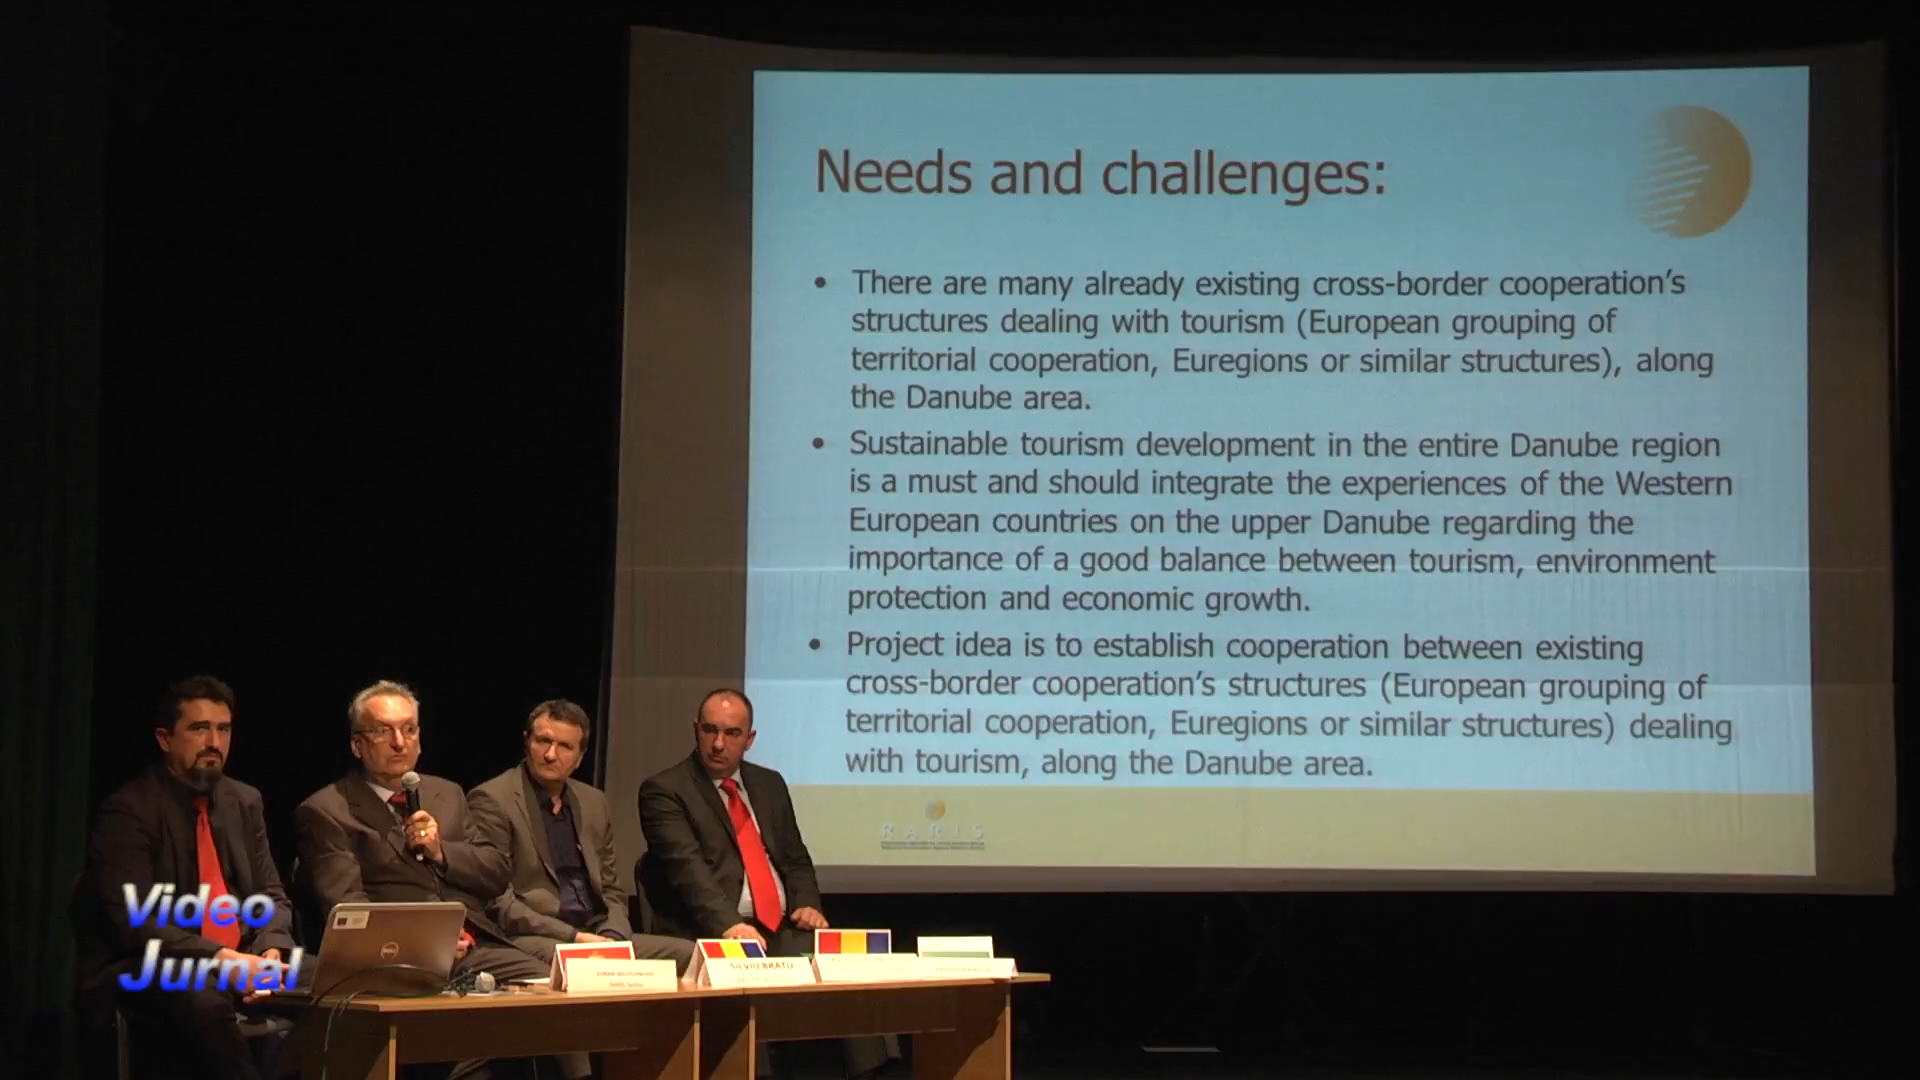 Needs and challenges:
• There are many already existing cross-border cooperation's
structures dealing with tourism (European grouping of
territorial cooperation, Euregions or similar structures), along
the Danube area.
• Sustainable tourism development in the entire Danube region
is a must and should integrate the experiences of the Western
European countries on the upper Danube regarding the
importance of a good balance between tourism, environment
protection and economic growth.
• Project idea is to establish cooperation between existing
cross-border cooperation's structures (European grouping of
territorial cooperation, Euregions or similar structures) dealing
with tourism, along the Danube area.
RARIS
Video
Jurnal
DELL
SILVIU BRATU